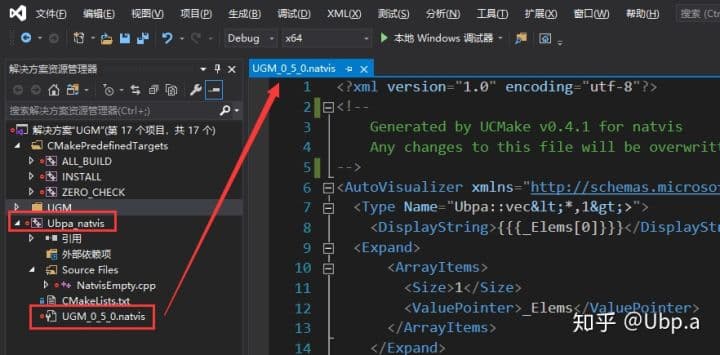 文件(F) 编辑(E) 视图(V) Git(G) 项目(P) 生成(B) 调试(D) XML(X) 测试(S) 分析(N) 工具(T) 扩展(X) 窗口(W) 搜索 (Ct
Debug x64 本地 Windows 调试器
解决方案资源管理器
搜索解决方案资源管理器(Ctrl+;)
解决方案"UGM"(第 17 个项目，共 17 个)
CMakePredefinedTargets
ALL_BUILD
INSTALL
ZERO_CHECK
UGM
Ubpa_natvis
引用
外部依赖项
Source Files
NatvisEmpty.cpp
CMakeLists.txt
UGM_0_5_0.natvis
UGM_0_5_0.natvis
1 <?xml version="1.0" encoding="utf-8"?>
2 <!--
3 Generated by UCMake v0.4.1 for natvis
4 Any changes to this file will be overwritt
5 -->
6 <AutoVisualizer xmlns="http://schemas.microsof
7 <Type Name="Ubpa::vec&lt;*,1&gt;>">
8 <DisplayString>{{{_Elems[0]}}}</DisplayStr
9 <Expand>
10 <ArrayItems>
11 <Size>1</Size>
12 <ValuePointer>_Elems</ValuePointer>
13 </ArrayItems>
14 </Expand>
知乎 @Ubp.a